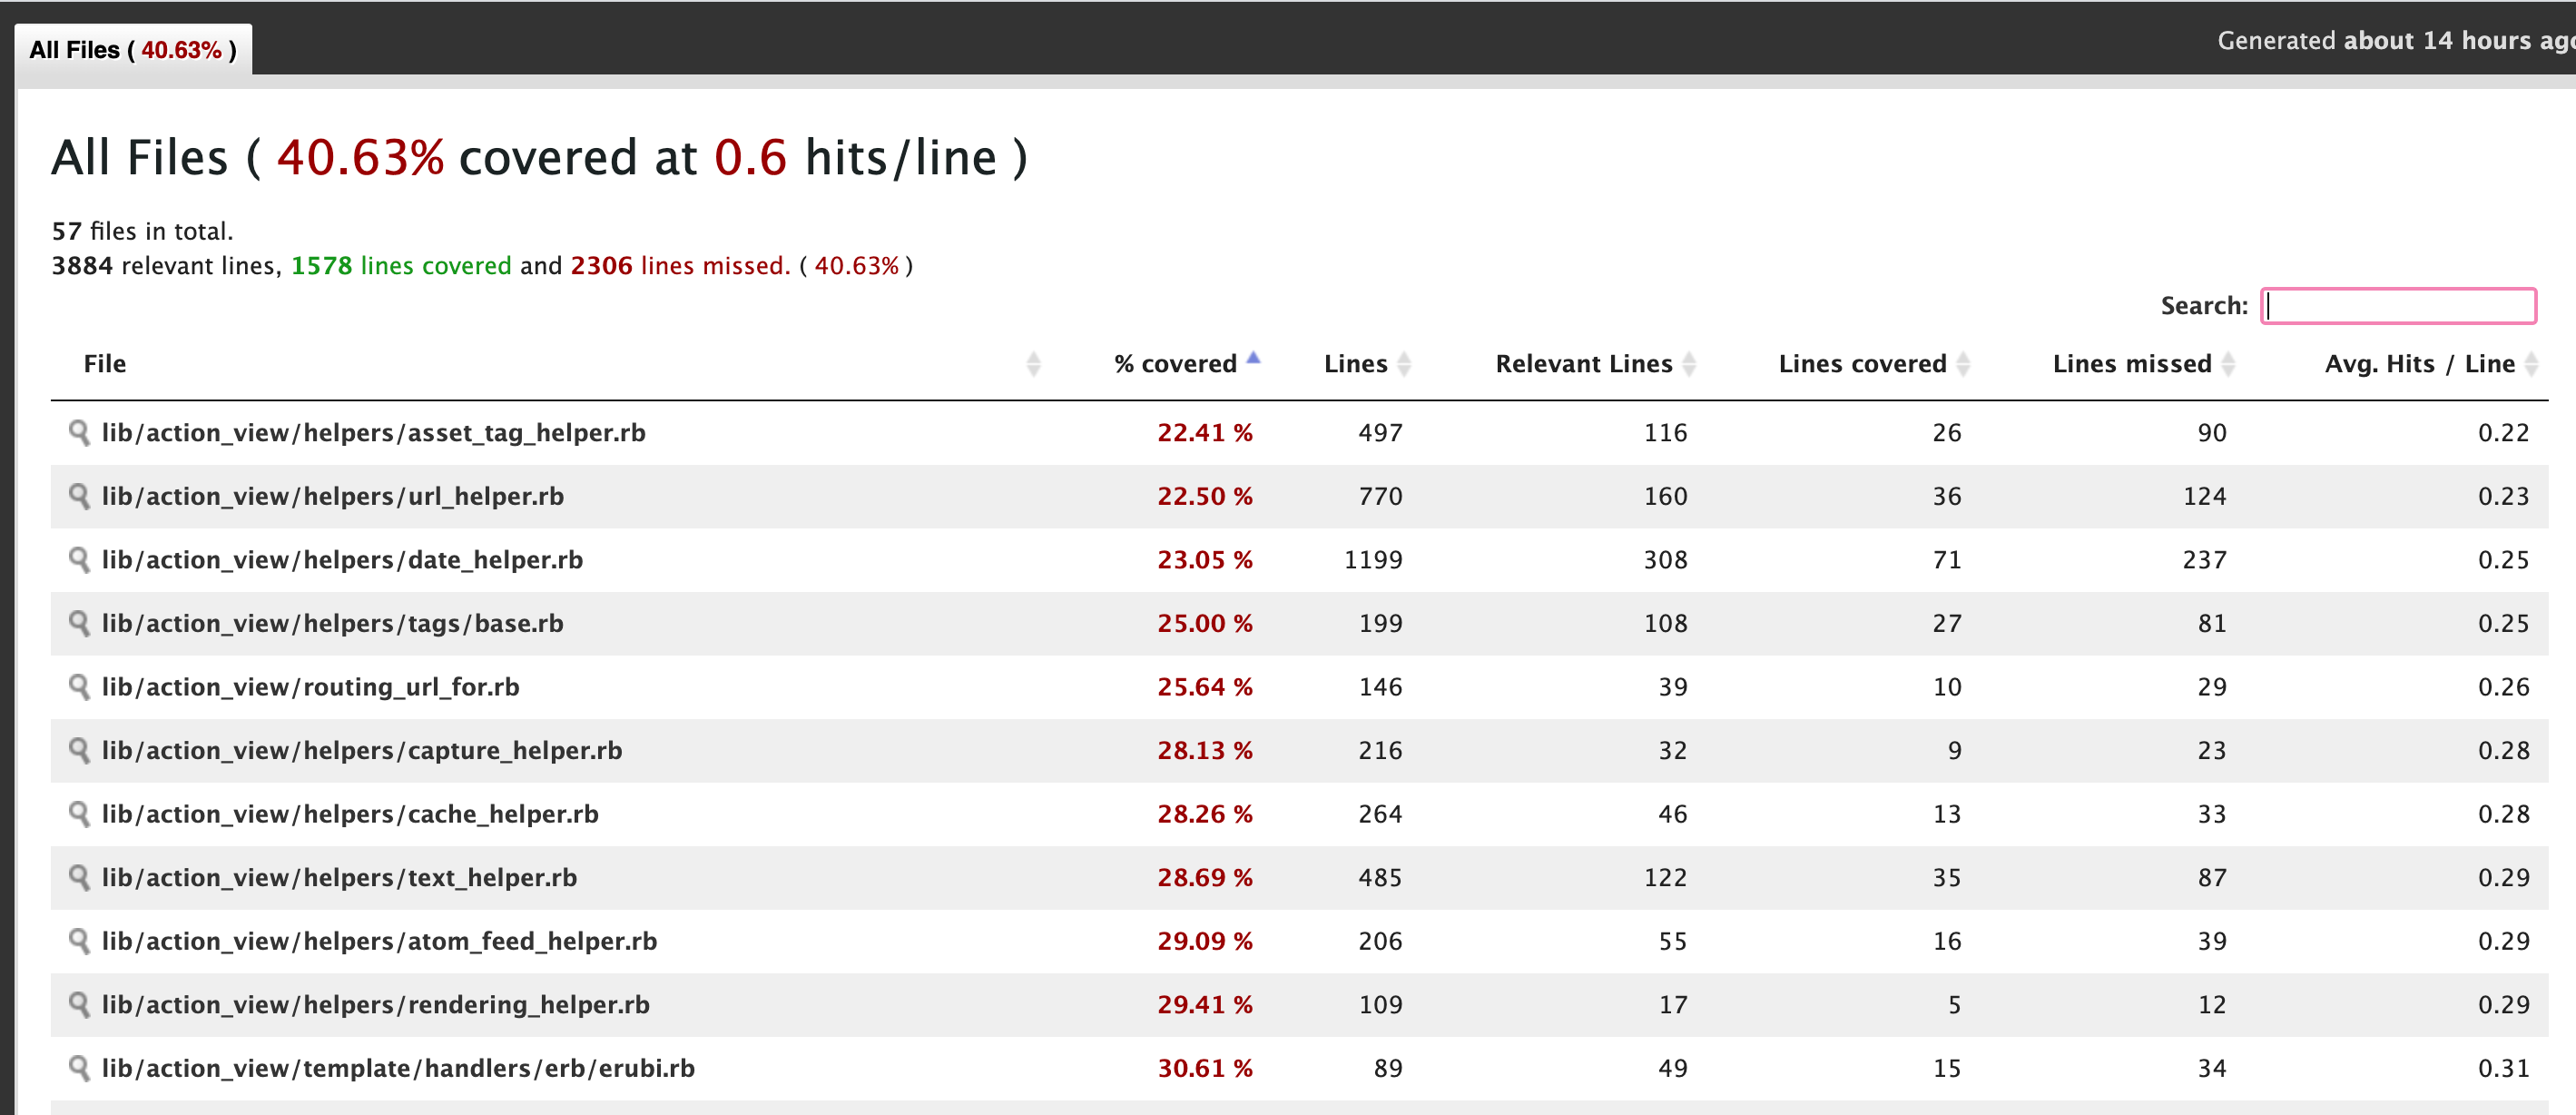 All Files ( 40.63% )
Generated about 14 hours ago
All Files ( 40.63% covered at 0.6 hits/line )
57 files in total.
3884 relevant lines, 1578 lines covered and 2306 lines missed. ( 40.63% )
Search:
File % covered Lines Relevant Lines Lines covered Lines missed Avg. Hits / Line
lib/action_view/helpers/asset_tag_helper.rb 22.41 % 497 116 26 90 0.22
lib/action_view/helpers/url_helper.rb 22.50 % 770 160 36 124 0.23
lib/action_view/helpers/date_helper.rb 23.05 % 1199 308 71 237 0.25
lib/action_view/helpers/tags/base.rb 25.00 % 199 108 27 81 0.25
lib/action_view/routing_url_for.rb 25.64 % 146 39 10 29 0.26
lib/action_view/helpers/capture_helper.rb 28.13 % 216 32 9 23 0.28
lib/action_view/helpers/cache_helper.rb 28.26 % 264 46 13 33 0.28
lib/action_view/helpers/text_helper.rb 28.69 % 485 122 35 87 0.29
lib/action_view/helpers/atom_feed_helper.rb 29.09 % 206 55 16 39 0.29
lib/action_view/helpers/rendering_helper.rb 29.41 % 109 17 5 12 0.29
lib/action_view/template/handlers/erb/erubi.rb 30.61 % 89 49 15 34 0.31